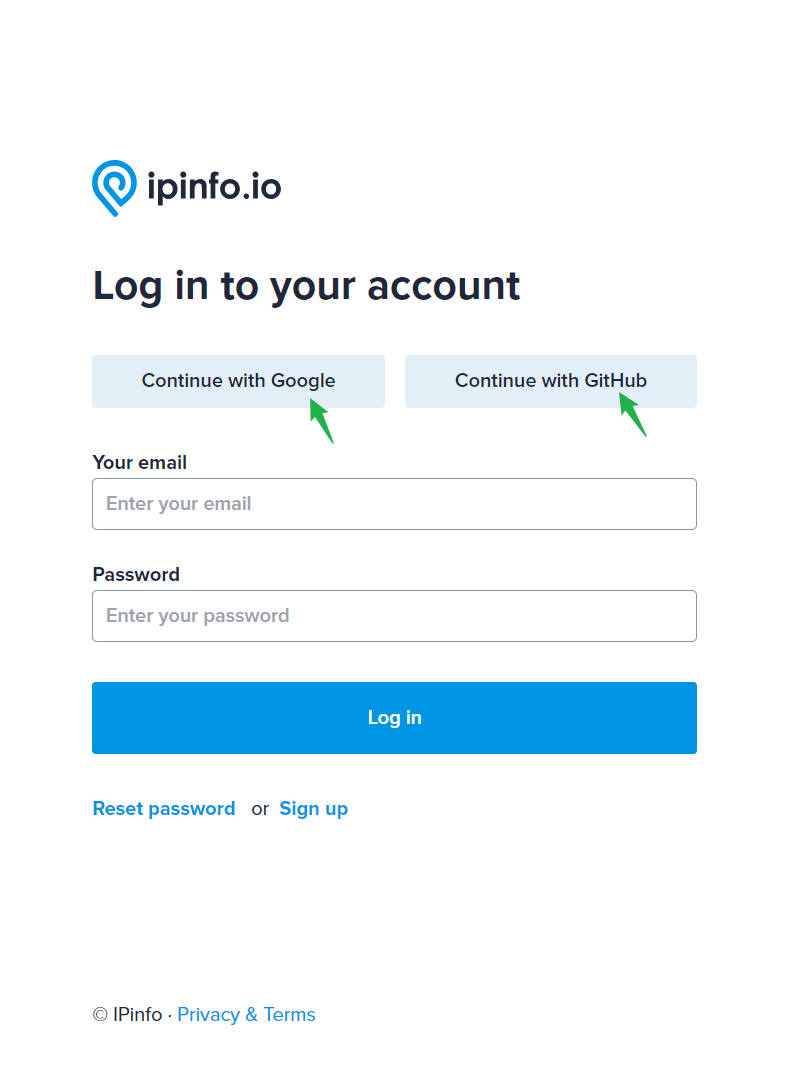 ipinfo.io
Log in to your account
Continue with Google
Continue with GitHub
Your email
Enter your email
Password
Enter your password
Log in
Reset password or Sign up
© IPinfo · Privacy & Terms